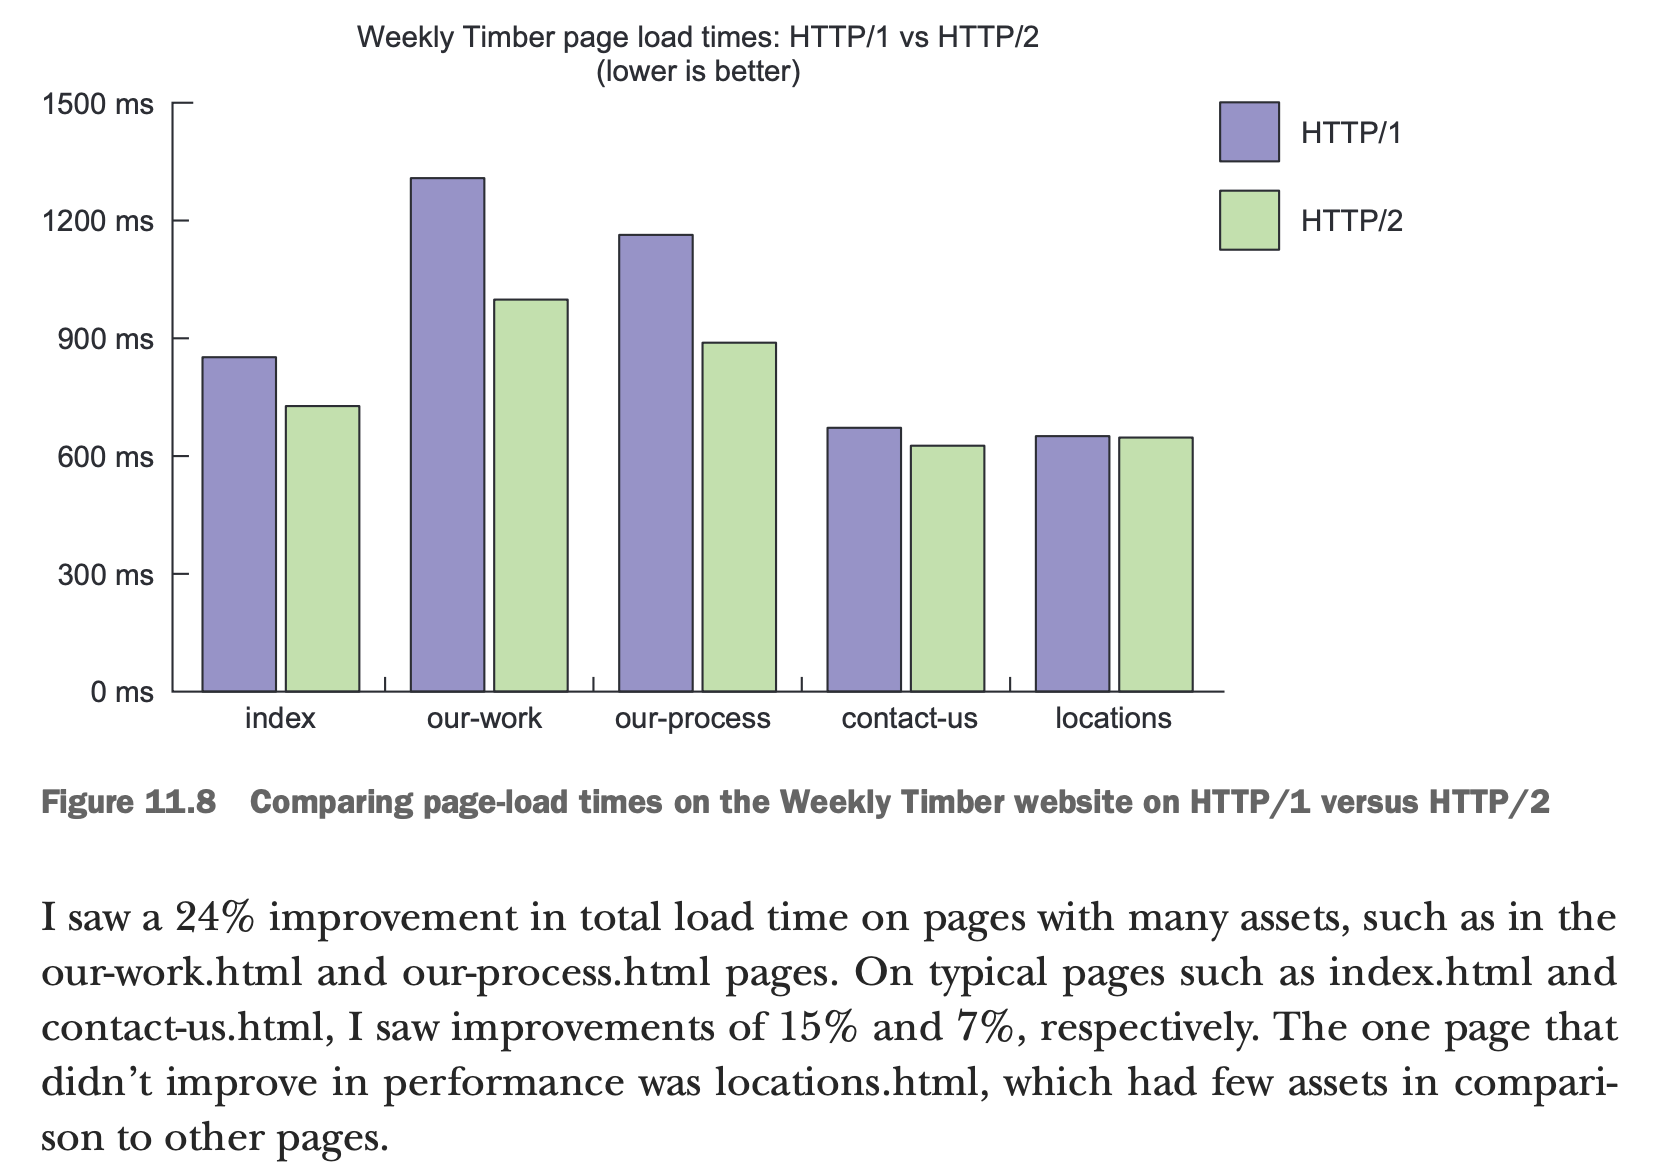 Weekly Timber page load times: HTTP/1 vs HTTP/2
(lower is better)
1500 ms
1200 ms
900 ms
600 ms
300 ms
0 ms
HTTP/1
HTTP/2
index
our-work
our-process
contact-us
locations
Figure 11.8 Comparing page-load times on the Weekly Timber website on HTTP/1 versus HTTP/2
I saw a 24% improvement in total load time on pages with many assets, such as in the
our-work.html and our-process.html pages. On typical pages such as index.html and
contact-us.html, I saw improvements of 15% and 7%, respectively. The one page that
didn’t improve in performance was locations.html, which had few assets in compari-
son to other pages.